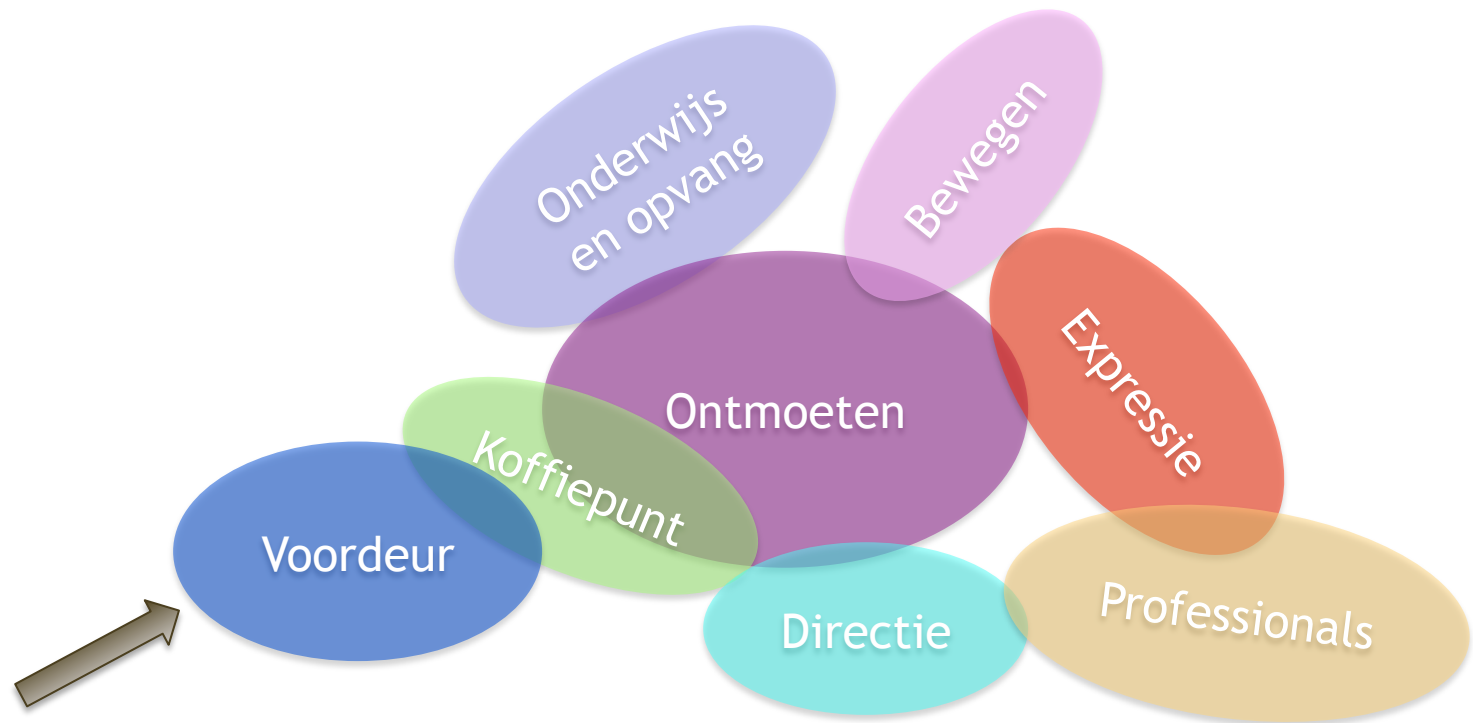 Onderwijs
en opvang
Bewegen
Expressie
Ontmoeten
Koffiepunt
Voordeur
Directie
Professionals